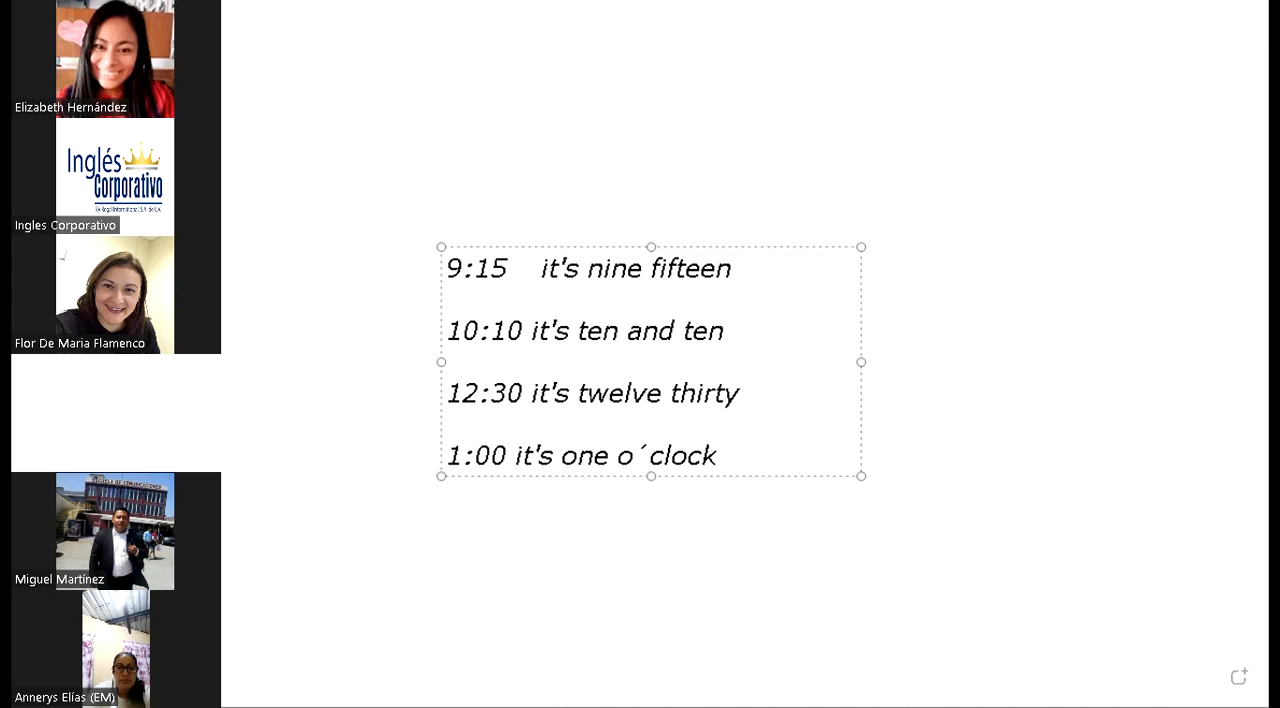 Elizabeth Hernández
Inglés
Corporativo
Ingles Corporativo
Flor De Maria Flamenco
Miguel Martínez
Annerys Elías (EM)
9:15 it's nine fifteen
10:10 it's ten and ten
12:30 it's twelve thirty
1:00 it's one o´clock